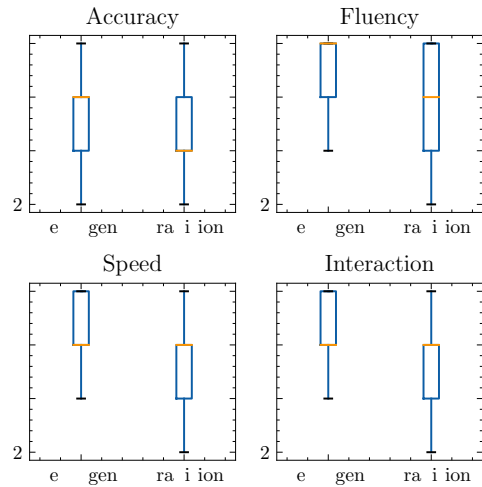 Accuracy
Fluency
2
2
e gen ra i ion
e gen ra i ion
Speed
Interaction
2
2
e gen ra i ion
e gen ra i ion